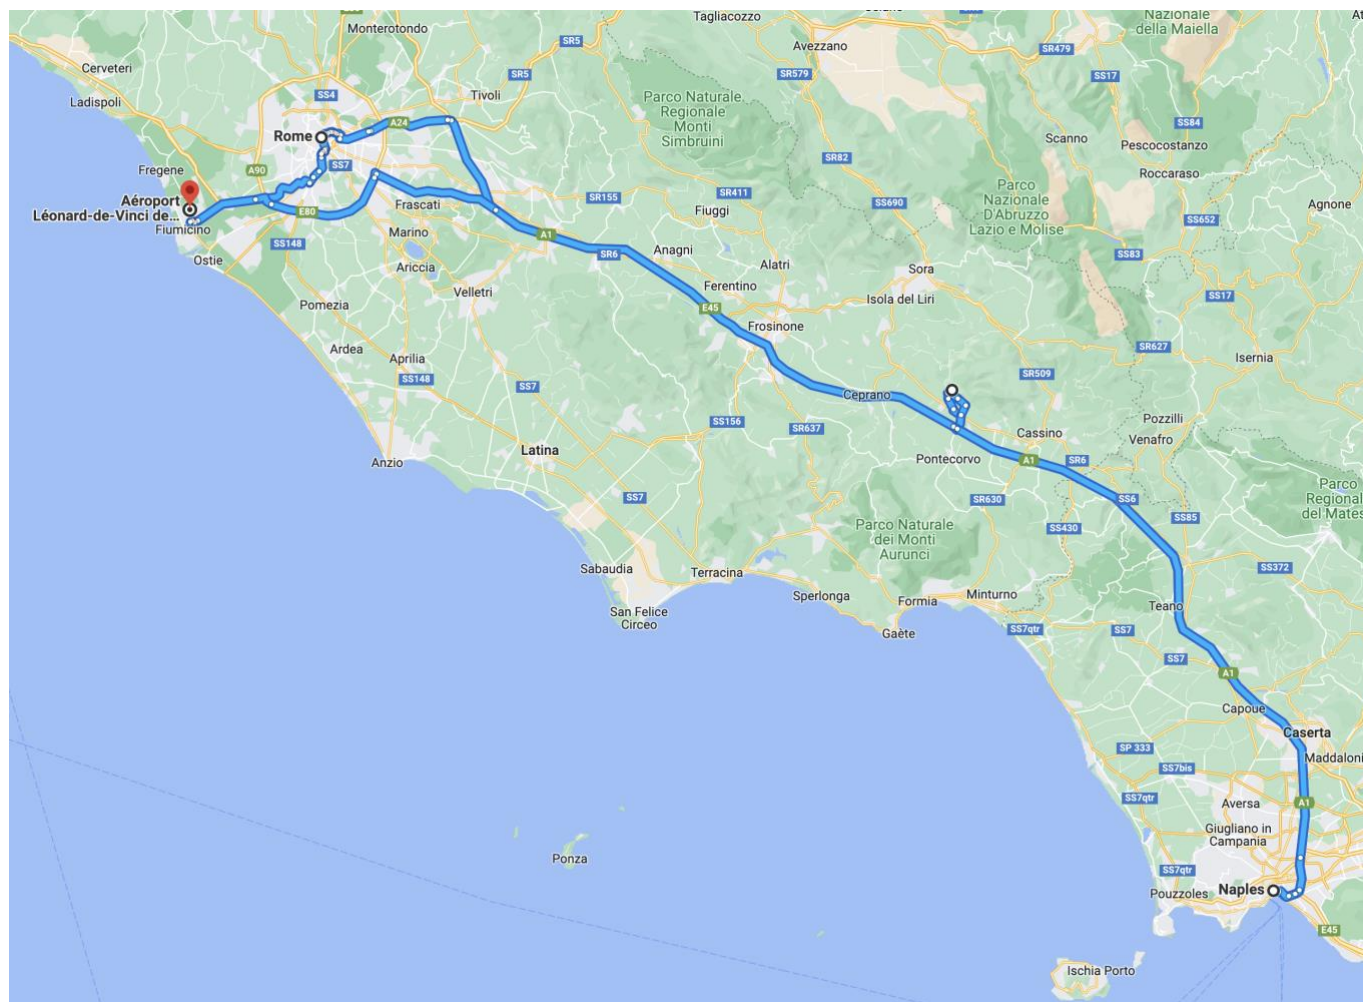 Tagliacozzo
Nazionale
della Maiella
Monterotondo
SR5
Avezzano
SR479
Cerveteri
SR5
SR579
SS17
Ladispoli
SS4
Tivoli
Parco Naturale
Regionale
Monti
Simbruini
SS84
Rome
A24
Scanno
Pescocostanzo
SS7
SR82
Fregene
A90
Roccaraso
Aéroport
Léonard-de-Vinci de...
Fiumicino
Frascati
SR155
SR411
Fiuggi
SS690
Parco
Nazionale
D'Abruzzo
Lazio e Molise
SS652
Agnone
E80
Marino
A1
SS148
SR6
Anagni
SS83
Ostie
Ariccia
Alatri
Sora
Velletri
Ferentino
Isola del Liri
SS17
Pomezia
E45
Frosinone
SR627
Ardea
Aprilia
Isernia
SS148
SS7
SR509
Ceprano
SS156
SR637
Pozzilli
Cassino
Venafro
Latina
Anzio
Pontecorvo
A1
SR6
SS7
SR630
SS6
Parco
Regional
del Mates
SS85
Parco Naturale
dei Monti
Aurunci
SS430
Sabaudia
Terracina
SS372
Sperlonga
Formia
Minturno
Teano
San Felice
Circeo
Gaète
SS7qtr
SS7
SS7
A1
Capoue
Caserta
SP 333
Maddaloni
SS7bis
SS7qtr
Aversa
A1
Giugliano in
Campania
Ponza
SS7qtr
Pouzzoles
Naples
E45
Ischia Porto